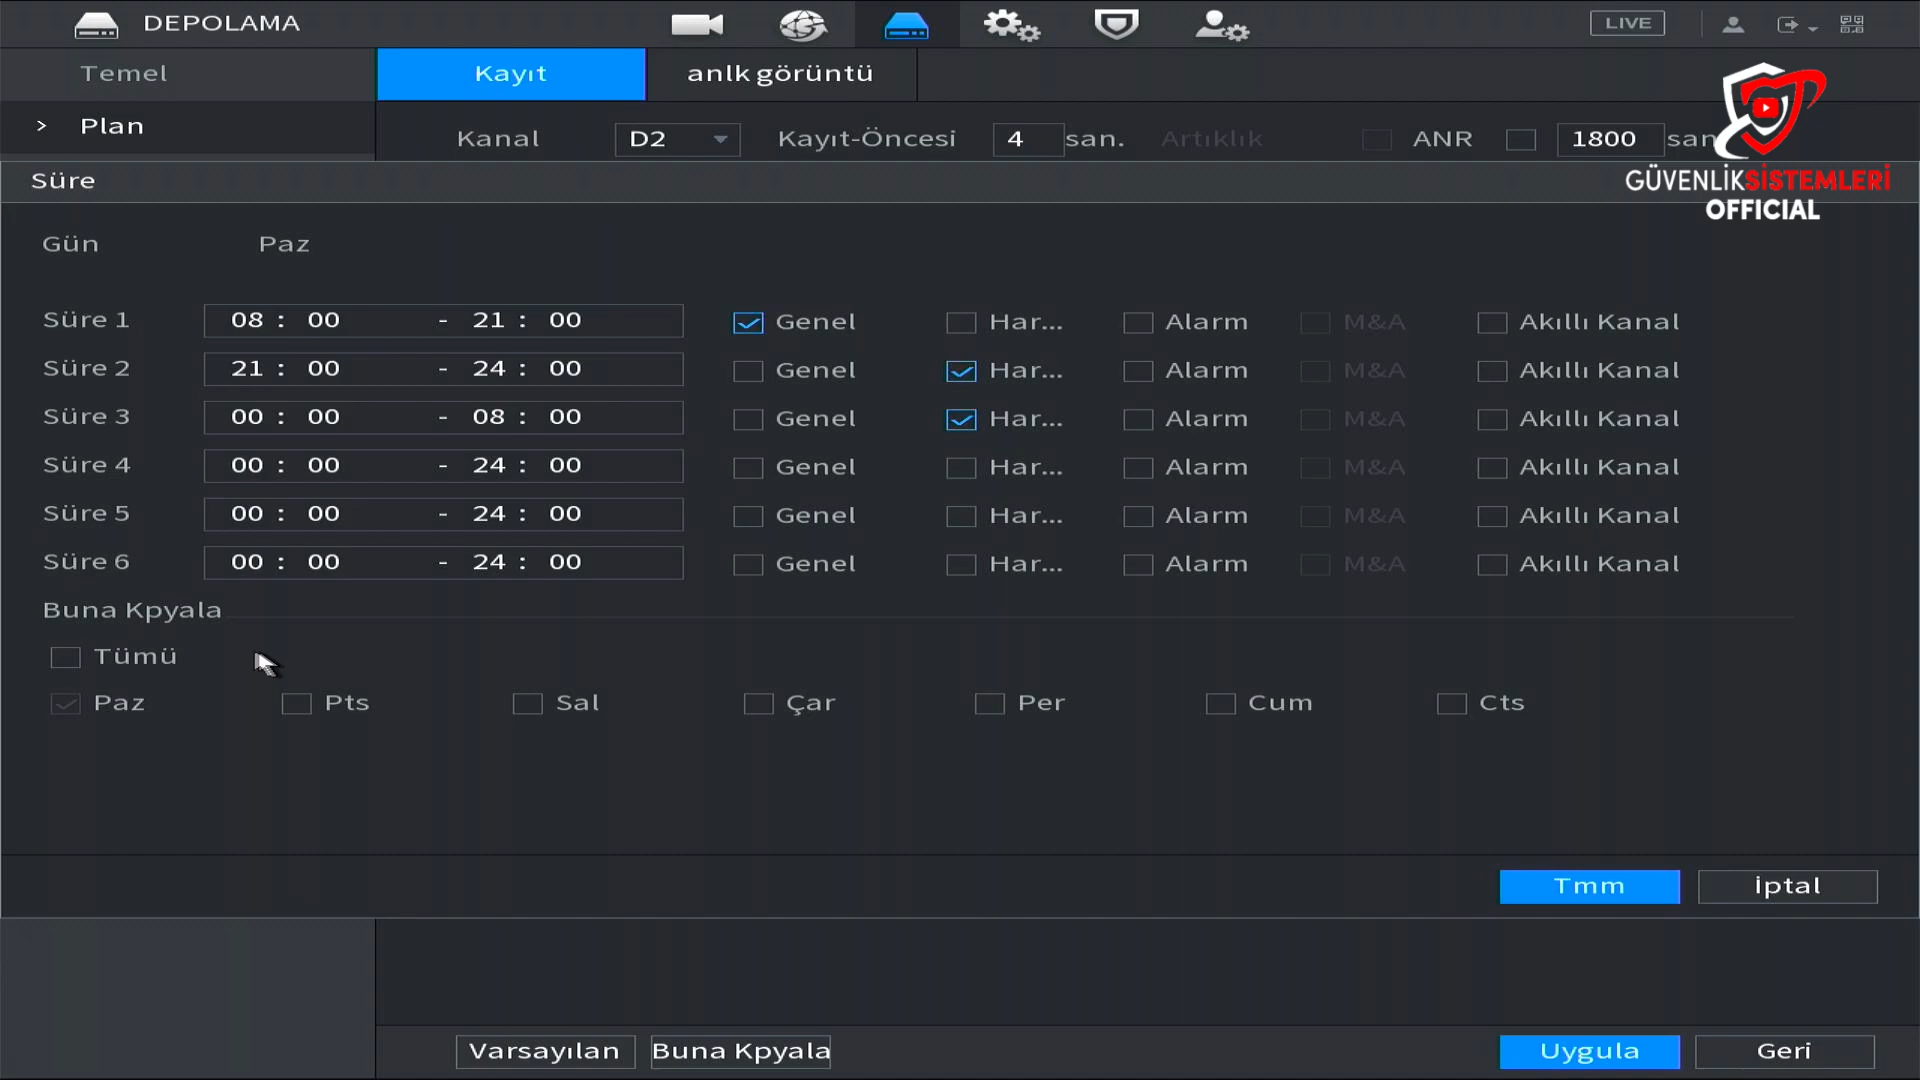 DEPOLAMA LIVE
Temel Kayıt anlk görüntü
> Plan Kanal D2 Kayıt-Öncesi 4 san. Artıklık ANR 1800 san
GÜVENLİKSİSTEMLERİ
OFFICIAL
Süre
Gün Paz
Süre 1 08 : 00 - 21 : 00 Genel Har... Alarm M&A Akıllı Kanal
Süre 2 21 : 00 - 24 : 00 Genel Har... Alarm M&A Akıllı Kanal
Süre 3 00 : 00 - 08 : 00 Genel Har... Alarm M&A Akıllı Kanal
Süre 4 00 : 00 - 24 : 00 Genel Har... Alarm M&A Akıllı Kanal
Süre 5 00 : 00 - 24 : 00 Genel Har... Alarm M&A Akıllı Kanal
Süre 6 00 : 00 - 24 : 00 Genel Har... Alarm M&A Akıllı Kanal
Buna Kpyala
Tümü
Paz Pts Sal Çar Per Cum Cts
Tmm İptal
Varsayılan Buna Kpyala Uygula Geri